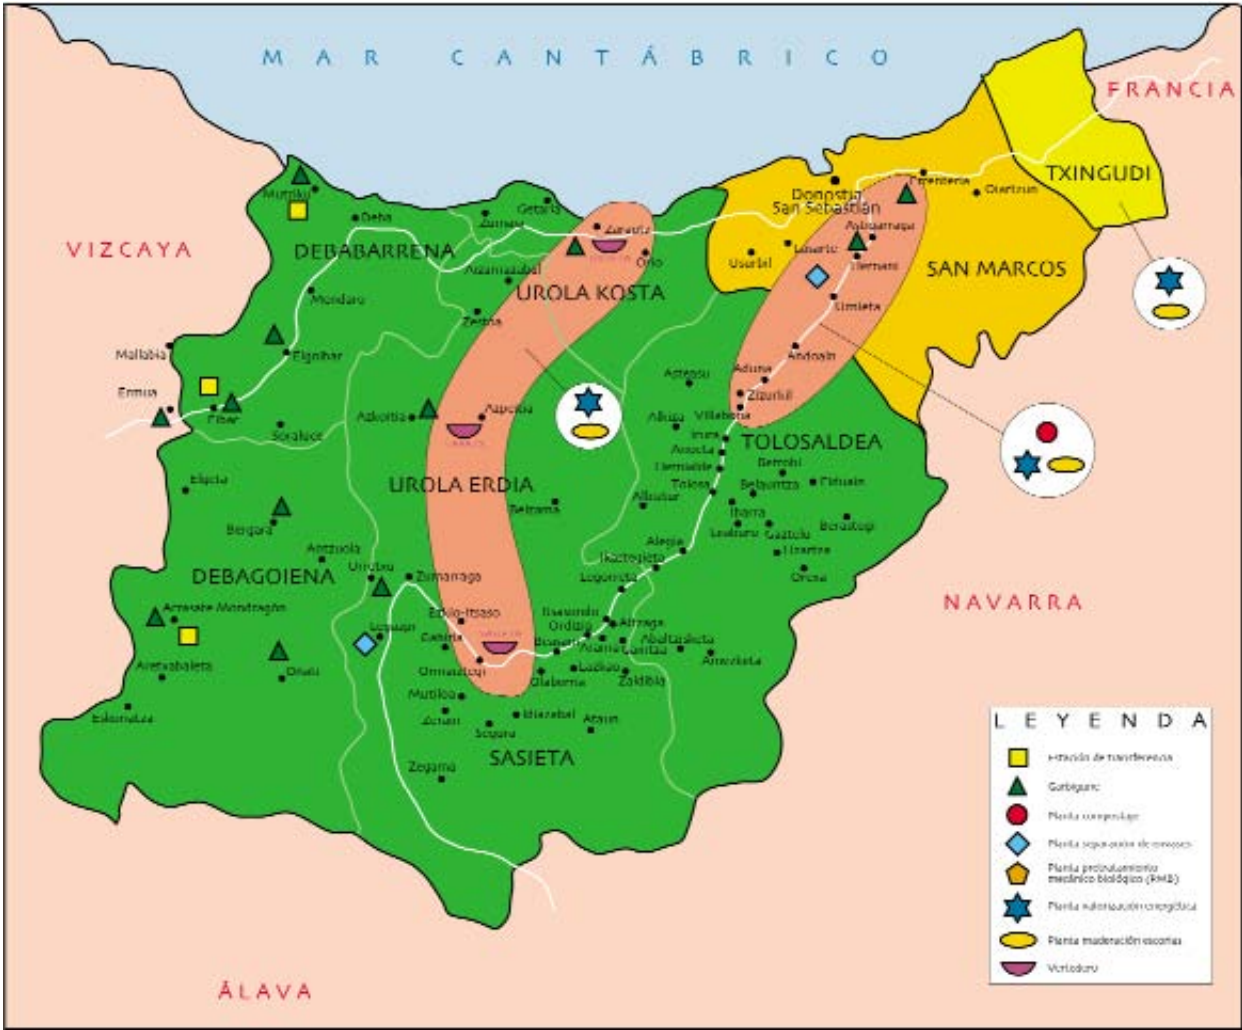 MAR CANTÁBRICO
FRANCIA
TXINGUDI
Mutriku
Deba
Zumaia
Getaria
Zarautz
Orio
Donostia
San Sebastián
Errenteria
Oiartzun
Astigarraga
Lasarte
Usurbil
Hernani
VIZCAYA
DEBABARRENA
Aizarnazabal
SAN MARCOS
UROLA KOSTA
Mendaro
Urnieta
Zestoa
Mallabia
Elgoibar
Andoain
Aduna
Asteasu
Ermua
Eibar
Zizurkil
Azkoitia
Azpeitia
Alkiza
Villabona
Soraluze
Irura
TOLOSALDEA
Anoeta
Hernialde
Berrobi
Elgeta
UROLA ERDIA
Tolosa
Belauntza
Elduain
Albiztur
Beizama
Ibarra
Bergara
Leaburu
Gaztelu
Berastegi
Antzuola
Alegia
Lizartza
Ikaztegieta
Orexa
Urretxu
DEBAGOIENA
Zumarraga
Legorreta
NAVARRA
Arrasate Mondragón
Ezkio-Itsaso
Itsasondo
Altzaga
Ordizia
Legazpi
Gabiria
Beasain
Arama
Gaintza
Abaltzisketa
Amezketa
Aretxabaleta
Oñati
Ormaiztegi
Olaberria
Lazkao
Zaldibia
Mutiloa
Eskoriatza
Zerain
Idiazabal
Segura
Ataun
SASIETA
Zegama
LEYENDA
Estación de transferencia
Garbigune
Planta compostaje
Planta separación de envases
Planta pretratamiento
mecánico biológico (PMB)
Planta valorización energética
Planta maderación escorias
Vertedero
ÁLAVA